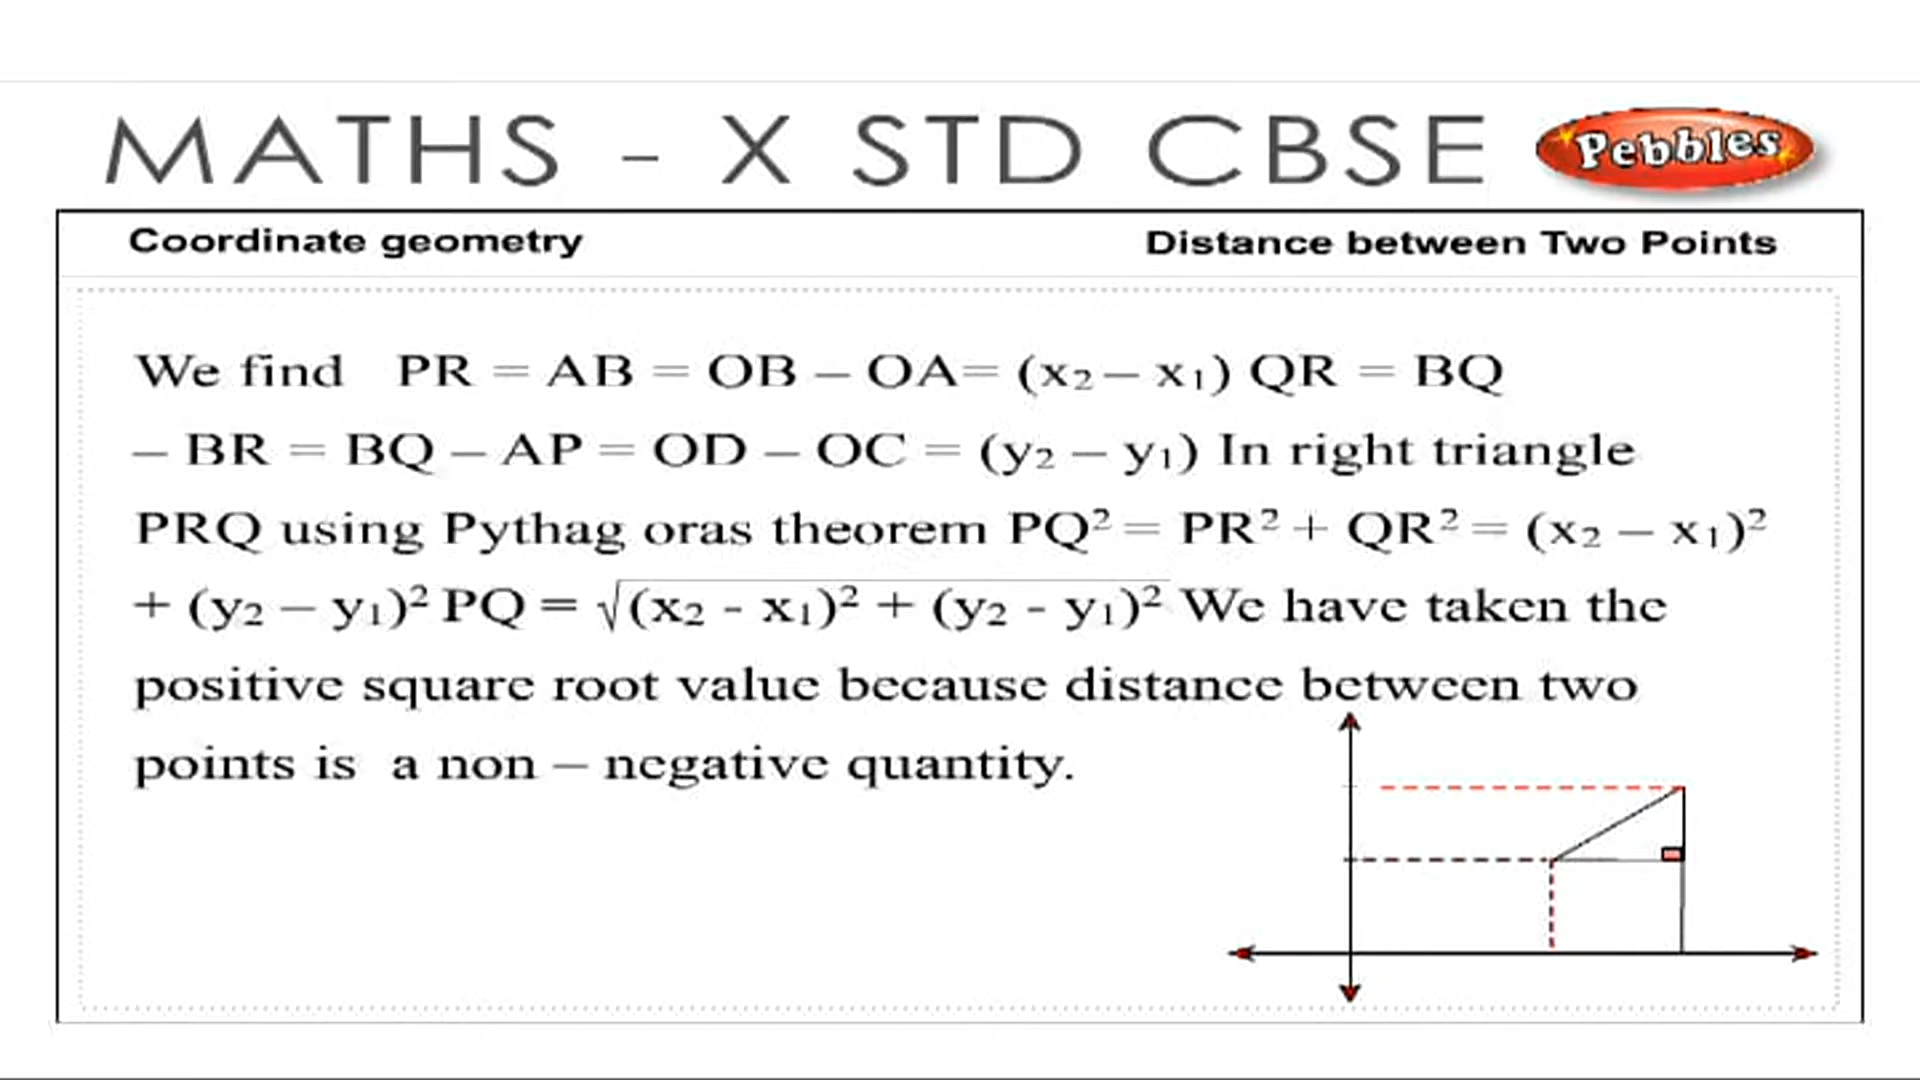 MATHS - X STD CBSE Pebbles
Coordinate geometry Distance between Two Points
We find PR = AB = OB – OA= (x₂– x₁) QR = BQ
– BR = BQ – AP = OD – OC = (y₂ – y₁) In right triangle
PRQ using Pythag oras theorem PQ² = PR² + QR² = (x₂ – x₁)²
+ (y₂ – y₁)² PQ = √(x₂ - x₁)² + (y₂ - y₁)² We have taken the
positive square root value because distance between two
points is a non – negative quantity.